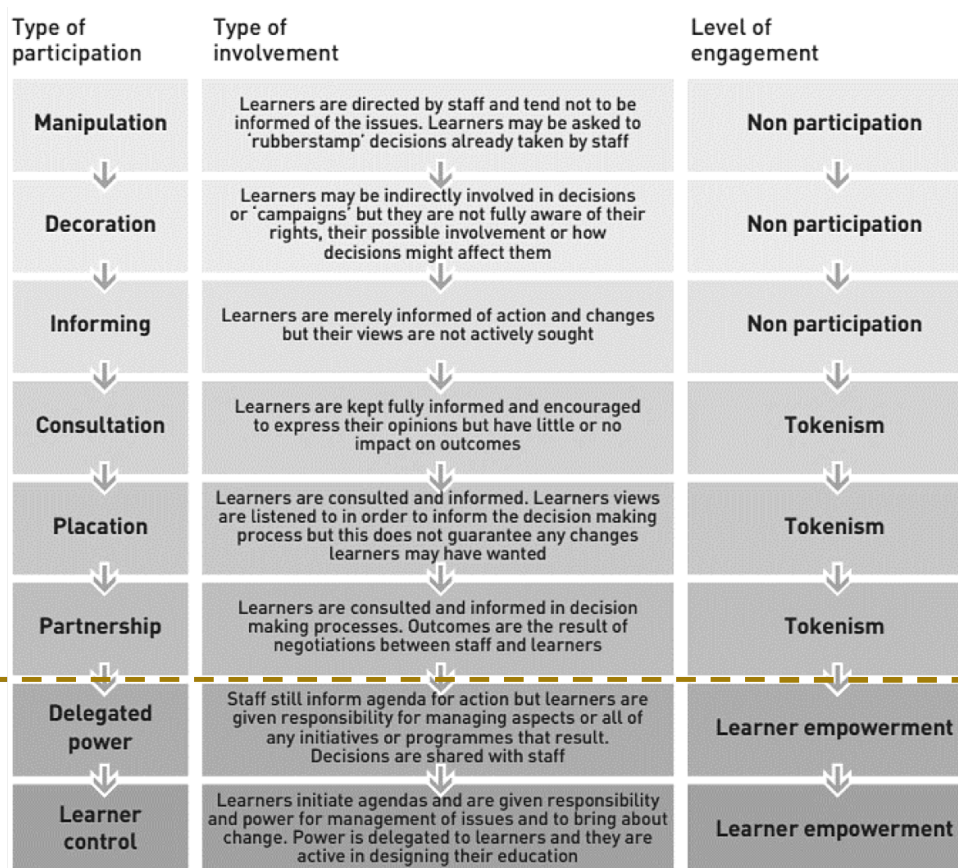 Type of
participation
Type of
involvement
Level of
engagement
Manipulation
Learners are directed by staff and tend not to be
informed of the issues. Learners may be asked to
'rubberstamp' decisions already taken by staff
Non participation
Decoration
Learners may be indirectly involved in decisions
or 'campaigns' but they are not fully aware of their
rights, their possible involvement or how
decisions might affect them
Non participation
Informing
Learners are merely informed of action and changes
but their views are not actively sought
Non participation
Consultation
Learners are kept fully informed and encouraged
to express their opinions but have little or no
impact on outcomes
Tokenism
Placation
Learners are consulted and informed. Learners views
are listened to in order to inform the decision making
process but this does not guarantee any changes
learners may have wanted
Tokenism
Partnership
Learners are consulted and informed in decision
making processes. Outcomes are the result of
negotiations between staff and learners
Tokenism
Delegated
power
Staff still inform agenda for action but learners are
given responsibility for managing aspects or all of
any initiatives or programmes that result.
Decisions are shared with staff
Learner empowerment
Learner
control
Learners initiate agendas and are given responsibility
and power for management of issues and to bring about
change. Power is delegated to learners and they are
active in designing their education
Learner empowerment